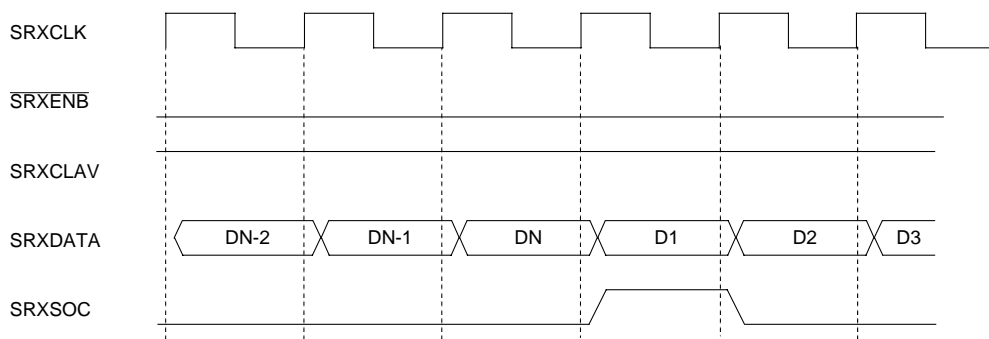 SRXCLK
SRXENB
SRXCLAV
SRXDATA DN-2 DN-1 DN D1 D2 D3
SRXSOC